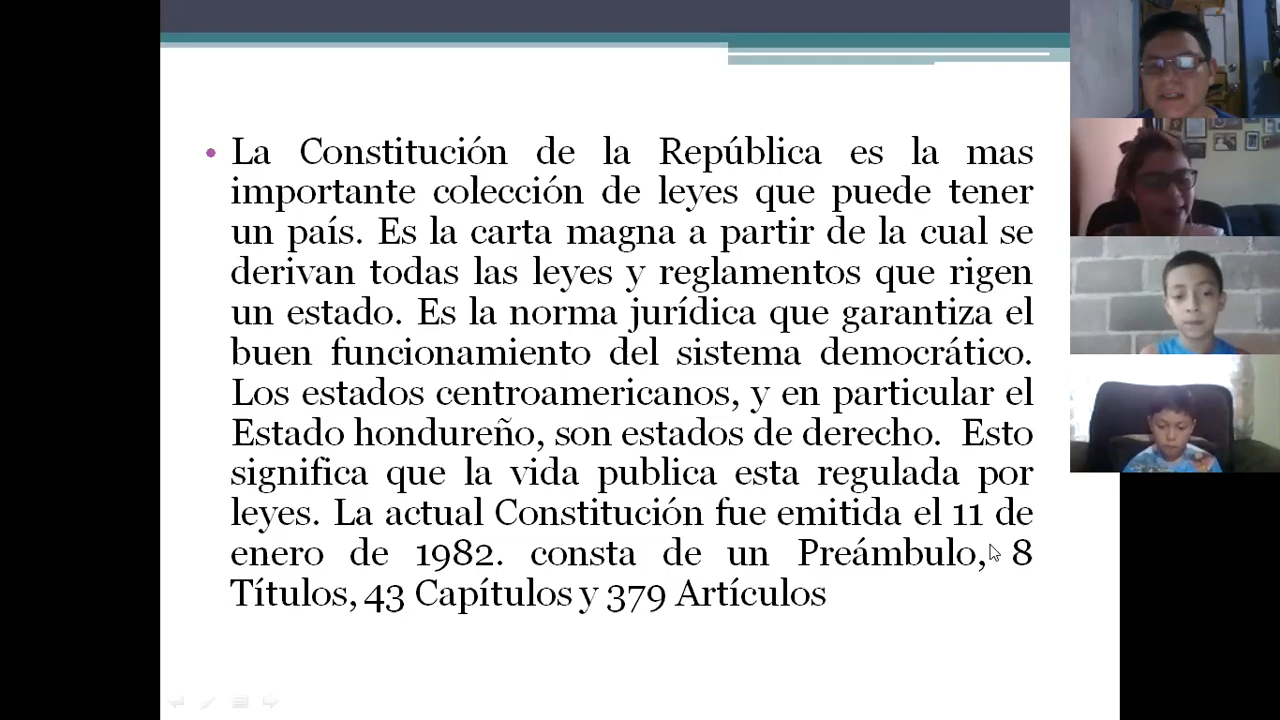 La Constitución de la República es la mas
importante colección de leyes que puede tener
un país. Es la carta magna a partir de la cual se
derivan todas las leyes y reglamentos que rigen
un estado. Es la norma jurídica que garantiza el
buen funcionamiento del sistema democrático.
Los estados centroamericanos, y en particular el
Estado hondureño, son estados de derecho. Esto
significa que la vida publica esta regulada por
leyes. La actual Constitución fue emitida el 11 de
enero de 1982. consta de un Preámbulo, 8
Títulos, 43 Capítulos y 379 Artículos